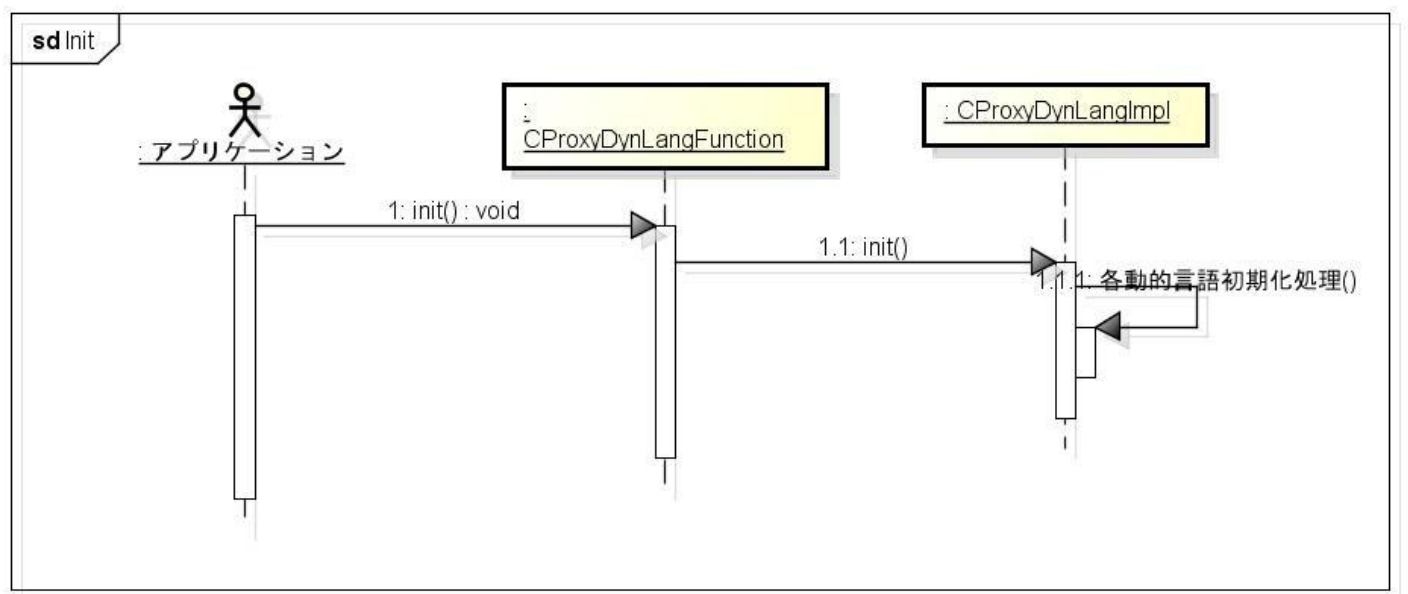 sd Init
: アプリケーション
:
CProxyDynLangFunction
: CProxyDynLangImpl
1: init() : void
1.1: init()
1.1.1: 各動的言語初期化処理()